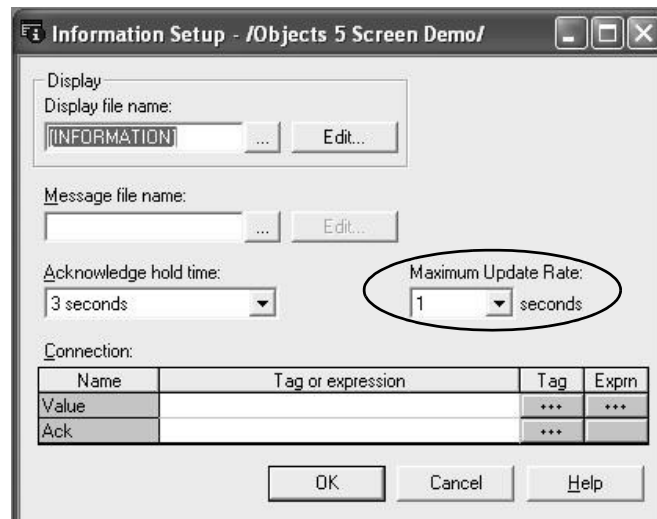 Information Setup - /Objects 5 Screen Demo/
Display
Display file name:
[INFORMATION]
...
Edit...
Message file name:
...
Edit...
Acknowledge hold time:
Maximum Update Rate:
3 seconds
1
seconds
Connection:
Name Tag or expression Tag Exprn
Value ... ...
Ack ...
OK Cancel Help